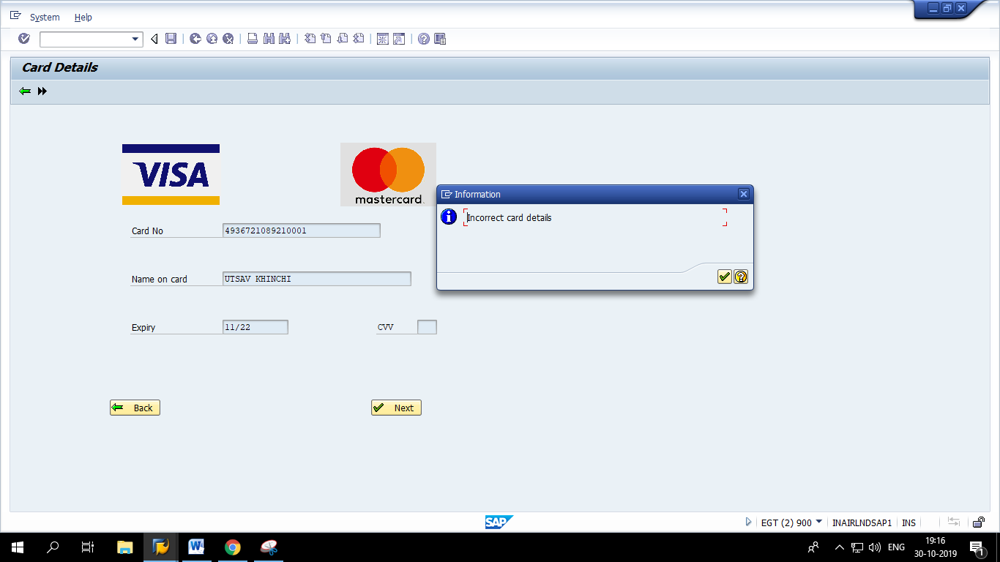 System Help
Card Details
VISA
mastercard.
Information
Incorrect card details
Card No 4936721089210001
Name on card UTSAV KHINCHI
Expiry 11/22 CVV
Back Next
SAP
EGT (2) 900 INAIRLNDSAP1 INS
ENG
19:16
30-10-2019
1